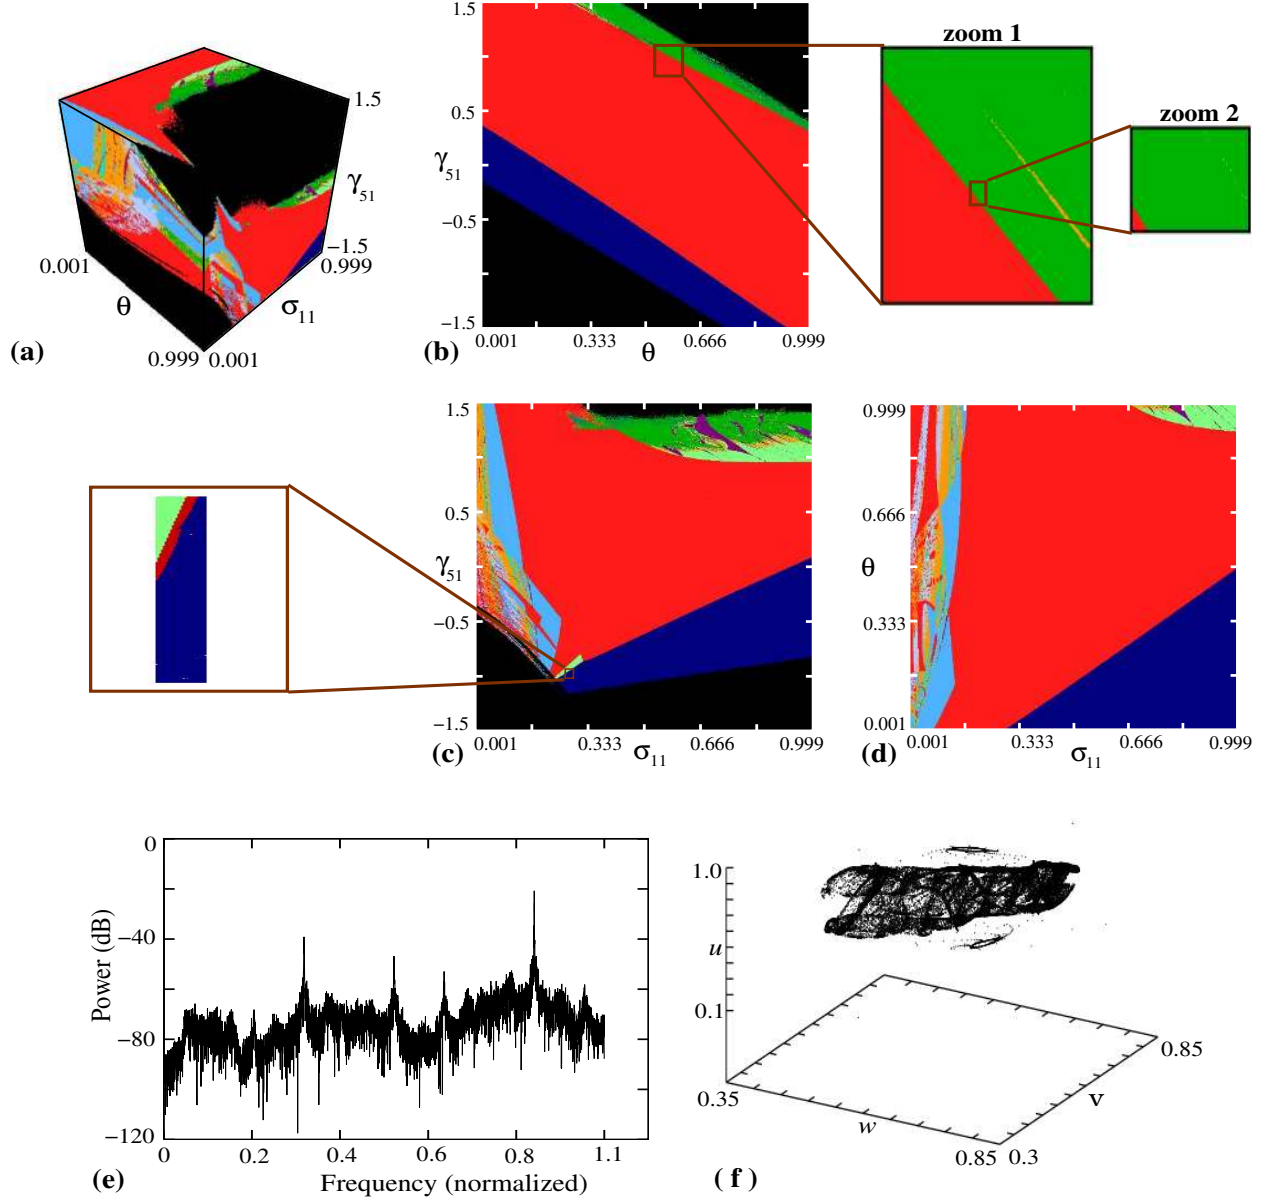 1.5
γ51
−1.5
0.001
0.999
θ
σ11
0.999
0.001
(a)
1.5
0.5
γ51
−0.5
−1.5
0.001
0.333
0.666
0.999
θ
(b)
zoom 1
zoom 2
1.5
0.5
γ51
−0.5
−1.5
0.001
0.333
0.666
0.999
σ11
(c)
0.999
0.666
θ
0.333
0.001
0.001
0.333
0.666
0.999
σ11
(d)
0
−40
−80
−120
Power (dB)
0
0.2
0.4
0.6
0.8
1.1
Frequency (normalized)
(e)
1.0
u
0.1
0.35
w
0.85
0.3
v
0.85
( f )